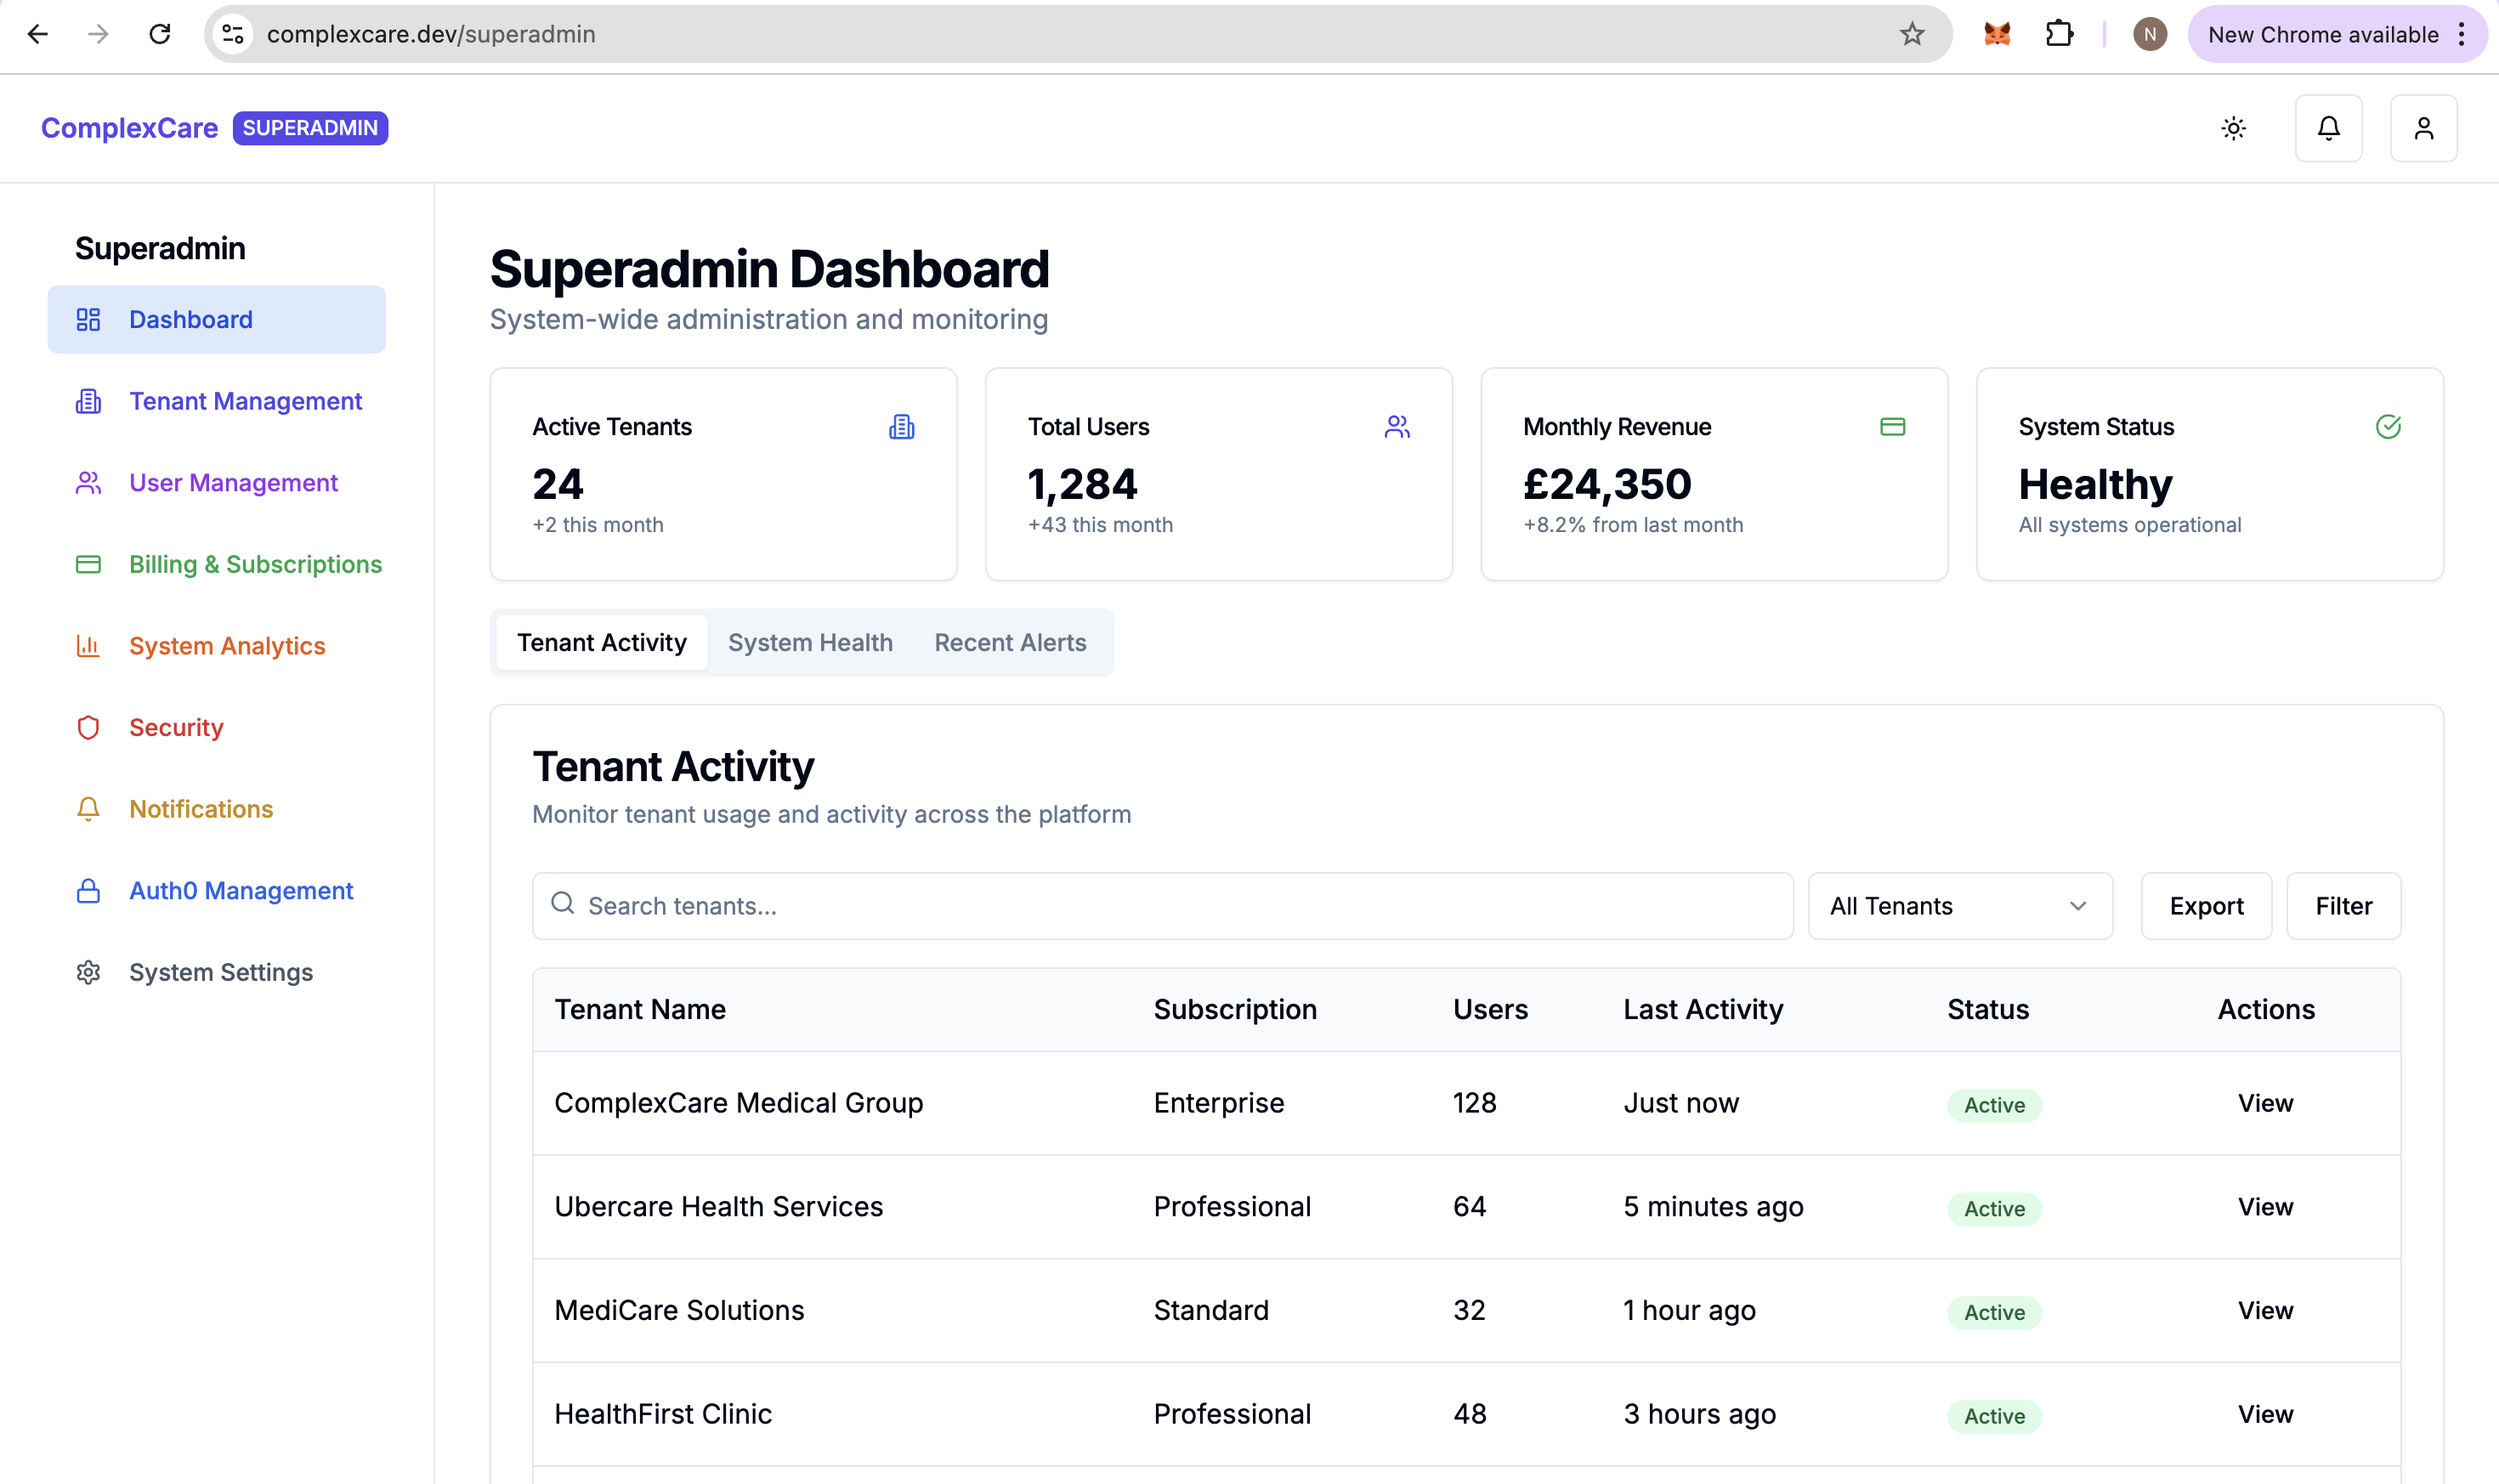 complexcare.dev/superadmin
N
New Chrome available
ComplexCare SUPERADMIN
Superadmin
Dashboard
Tenant Management
User Management
Billing & Subscriptions
System Analytics
Security
Notifications
Auth0 Management
System Settings
Superadmin Dashboard
System-wide administration and monitoring
Active Tenants
24
+2 this month
Total Users
1,284
+43 this month
Monthly Revenue
£24,350
+8.2% from last month
System Status
Healthy
All systems operational
Tenant Activity System Health Recent Alerts
Tenant Activity
Monitor tenant usage and activity across the platform
Search tenants... All Tenants Export Filter
Tenant Name Subscription Users Last Activity Status Actions
ComplexCare Medical Group Enterprise 128 Just now Active View
Ubercare Health Services Professional 64 5 minutes ago Active View
MediCare Solutions Standard 32 1 hour ago Active View
HealthFirst Clinic Professional 48 3 hours ago Active View